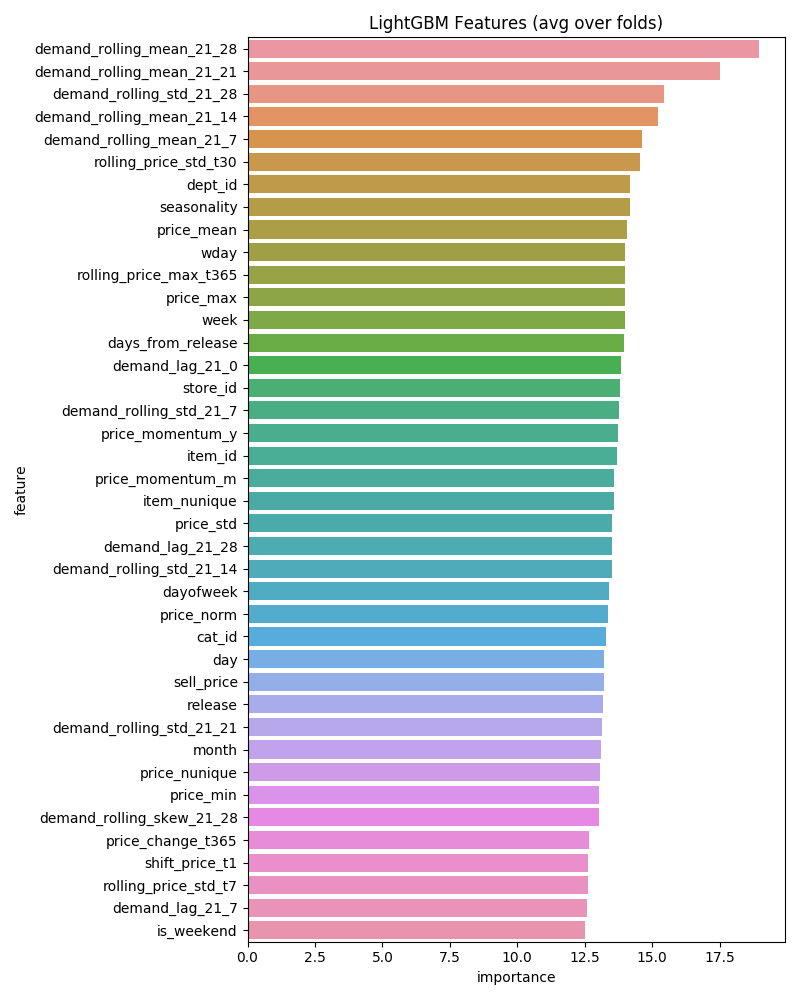 LightGBM Features (avg over folds)
demand_rolling_mean_21_28
demand_rolling_mean_21_21
demand_rolling_std_21_28
demand_rolling_mean_21_14
demand_rolling_mean_21_7
rolling_price_std_t30
dept_id
seasonality
price_mean
wday
rolling_price_max_t365
price_max
week
days_from_release
demand_lag_21_0
store_id
demand_rolling_std_21_7
price_momentum_y
item_id
price_momentum_m
item_nunique
price_std
demand_lag_21_28
demand_rolling_std_21_14
dayofweek
price_norm
cat_id
day
sell_price
release
demand_rolling_std_21_21
month
price_nunique
price_min
demand_rolling_skew_21_28
price_change_t365
shift_price_t1
rolling_price_std_t7
demand_lag_21_7
is_weekend
feature
0.0 2.5 5.0 7.5 10.0 12.5 15.0 17.5
importance